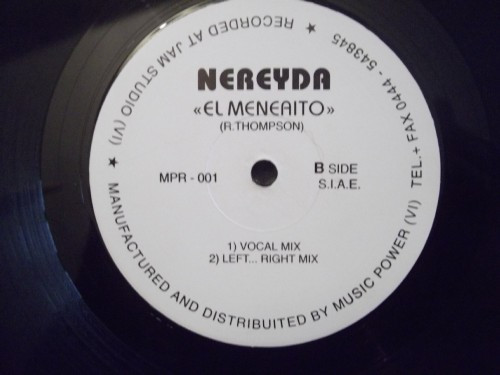 NEREYDA
«EL MENEAITO»
(R.THOMPSON)
MPR - 001
B SIDE
S.I.A.E.
1) VOCAL MIX
2) LEFT... RIGHT MIX
★ RECORDED AT JAM STUDIO (VI) ★ MANUFACTURED AND DISTRIBUITED BY MUSIC POWER (VI) TEL.+ FAX 0444 - 543845